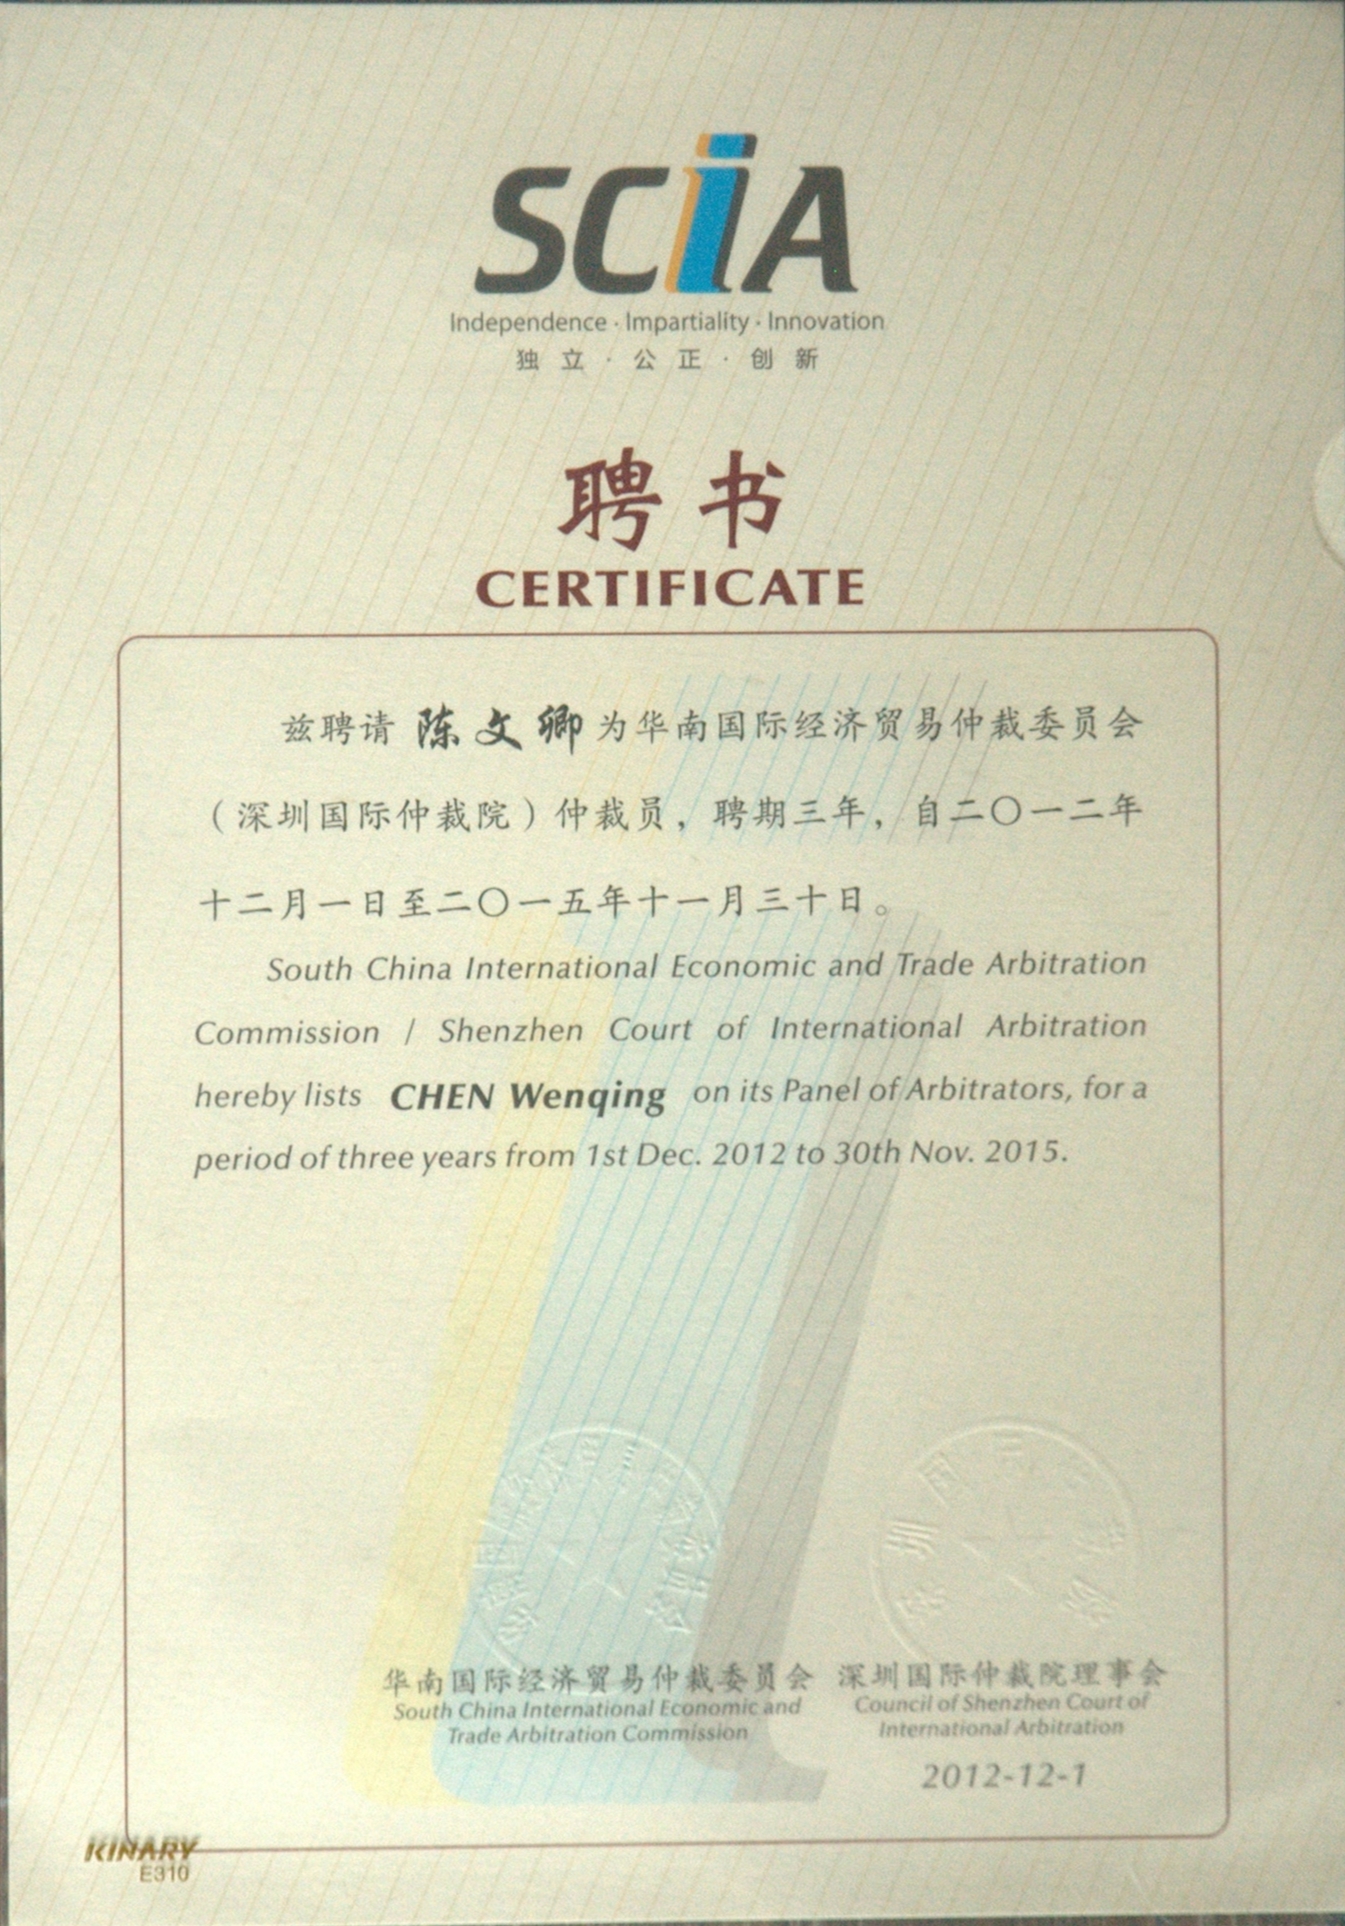 SCiA
Independence · Impartiality · Innovation
独立·公正·创新
聘书
CERTIFICATE
兹聘请 陈文卿 为华南国际经济贸易仲裁委员会
（深圳国际仲裁院）仲裁员，聘期三年，自二〇一二年
十二月一日至二〇一五年十一月三十日。
South China International Economic and Trade Arbitration
Commission / Shenzhen Court of International Arbitration
hereby lists CHEN Wenqing on its Panel of Arbitrators, for a
period of three years from 1st Dec. 2012 to 30th Nov. 2015.
华南国际经济贸易仲裁委员会
South China International Economic and
Trade Arbitration Commission
深圳国际仲裁院理事会
Council of Shenzhen Court of
International Arbitration
2012-12-1
KINARY
E310